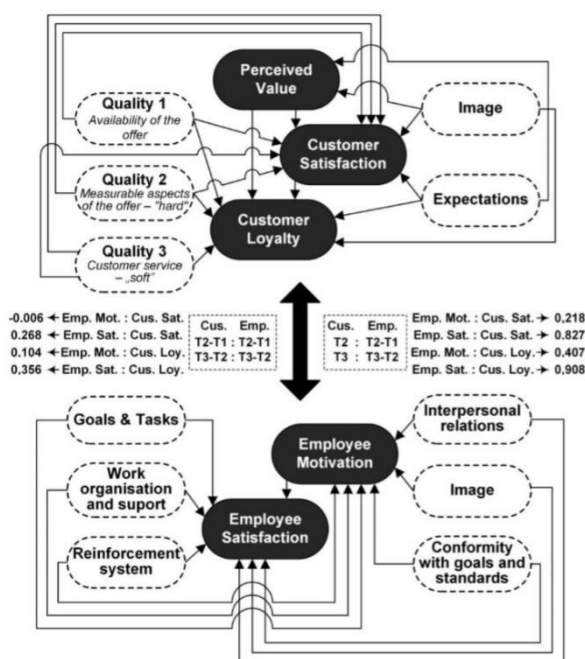 Perceived
Value
Quality 1
Availability of the
offer
Image
Customer
Satisfaction
Quality 2
Measurable aspects
of the offer – "hard"
Expectations
Customer
Loyalty
Quality 3
Customer service
– „soft”
-0.006 ← Emp. Mot. : Cus. Sat.
0.268 ← Emp. Sat. : Cus. Sat.
0.104 ← Emp. Mot. : Cus. Loy.
0,356 ← Emp. Sat. : Cus. Loy.
Cus. Emp.
T2-T1 : T2-T1
T3-T2 : T3-T2
Cus. Emp.
T2 : T2-T1
T3 : T3-T2
Emp. Mot. : Cus. Sat. → 0,218
Emp. Sat. : Cus. Sat. → 0.827
Emp. Mot. : Cus. Loy. → 0.407
Emp. Sat. : Cus. Loy. → 0,908
Goals & Tasks
Interpersonal
relations
Employee
Motivation
Work
organisation
and suport
Image
Employee
Satisfaction
Reinforcement
system
Conformity
with goals and
standards